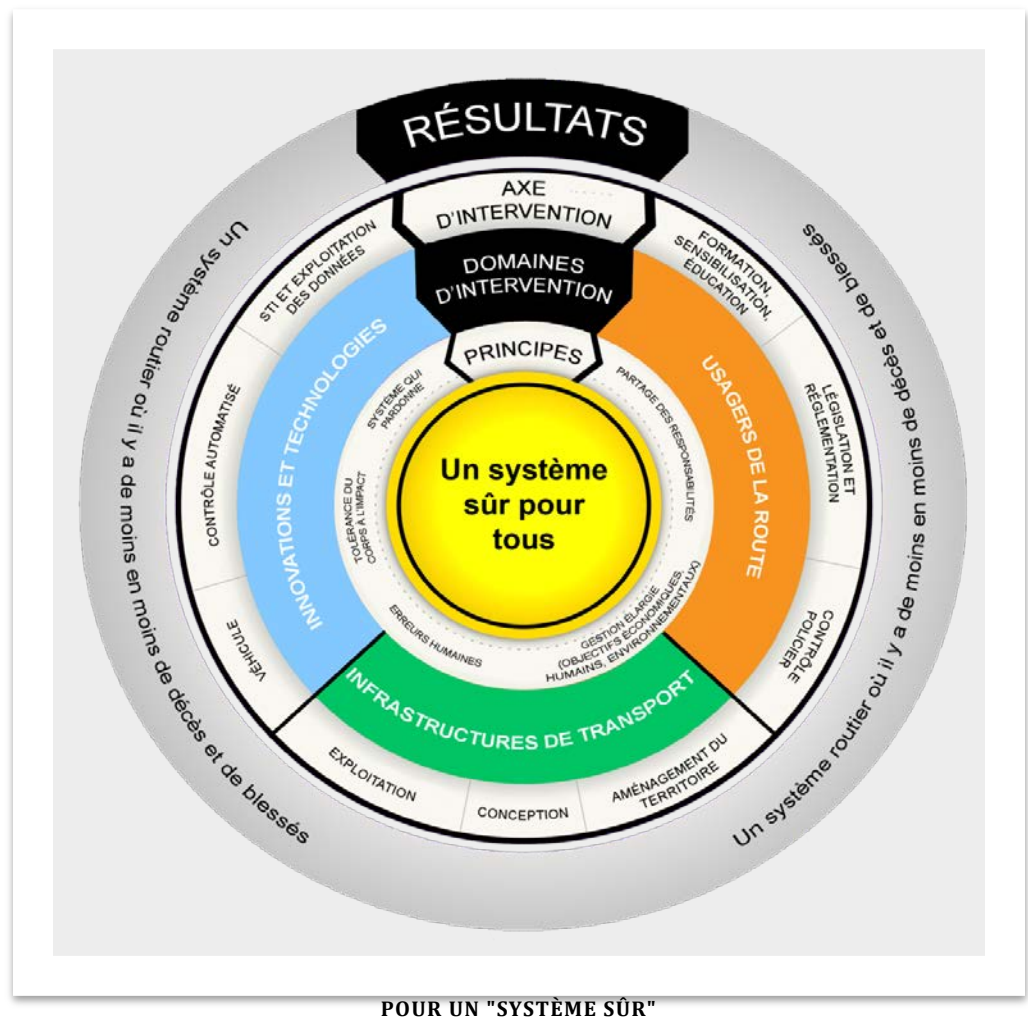 RÉSULTATS
AXE
D'INTERVENTION
DOMAINES
D'INTERVENTION
PRINCIPES
Un système
sûr pour
tous
PARTAGE DES RESPONSABILITÉS
GESTION ÉLARGIE
(OBJECTIFS ÉCONOMIQUES,
HUMAINS, ENVIRONNEMENTAUX)
ERREURS HUMAINES
TOLÉRANCE DU
CORPS À L'IMPACT
SYSTÈME QUI
PARDONNE
USAGERS DE LA ROUTE
INFRASTRUCTURES DE TRANSPORT
INNOVATIONS ET TECHNOLOGIES
FORMATION,
SENSIBILISATION,
ÉDUCATION
LÉGISLATION ET
RÉGLEMENTATION
CONTRÔLE
POLICIER
AMÉNAGEMENT DU
TERRITOIRE
CONCEPTION
EXPLOITATION
VÉHICULE
CONTRÔLE AUTOMATISÉ
STI ET EXPLOITATION
DES DONNÉES
Un système routier où il y a de moins en moins de décès et de blessés
Un système routier où il y a de moins en moins de décès et de blessés
POUR UN "SYSTÈME SÛR"